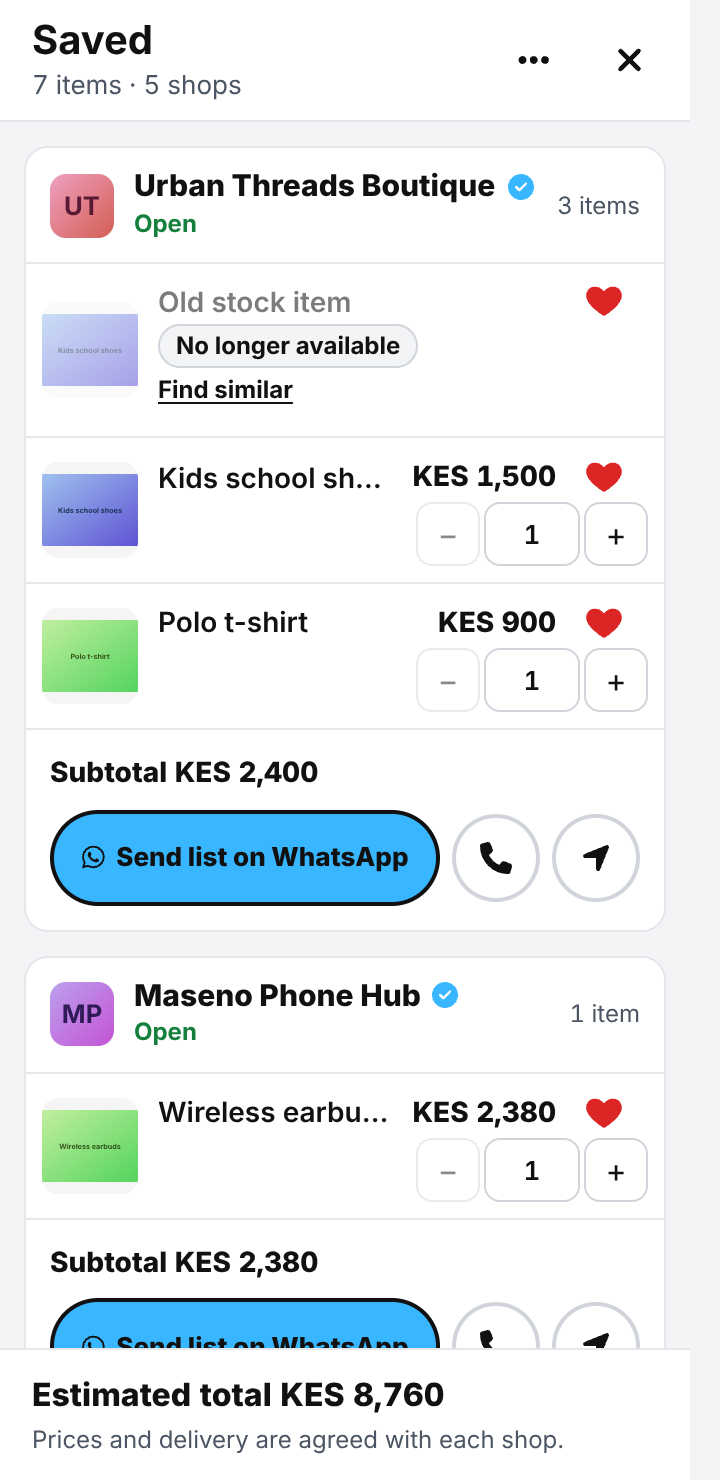 Saved
7 items · 5 shops
UT
Urban Threads Boutique
Open
3 items
Kids school shoes
Old stock item
No longer available
Find similar
Kids school shoes
Kids school sh...
KES 1,500
− 1 +
Polo t-shirt
Polo t-shirt
KES 900
− 1 +
Subtotal KES 2,400
Send list on WhatsApp
MP
Maseno Phone Hub
Open
1 item
Wireless earbuds
Wireless earbu...
KES 2,380
− 1 +
Subtotal KES 2,380
Send list on WhatsApp
Estimated total KES 8,760
Prices and delivery are agreed with each shop.